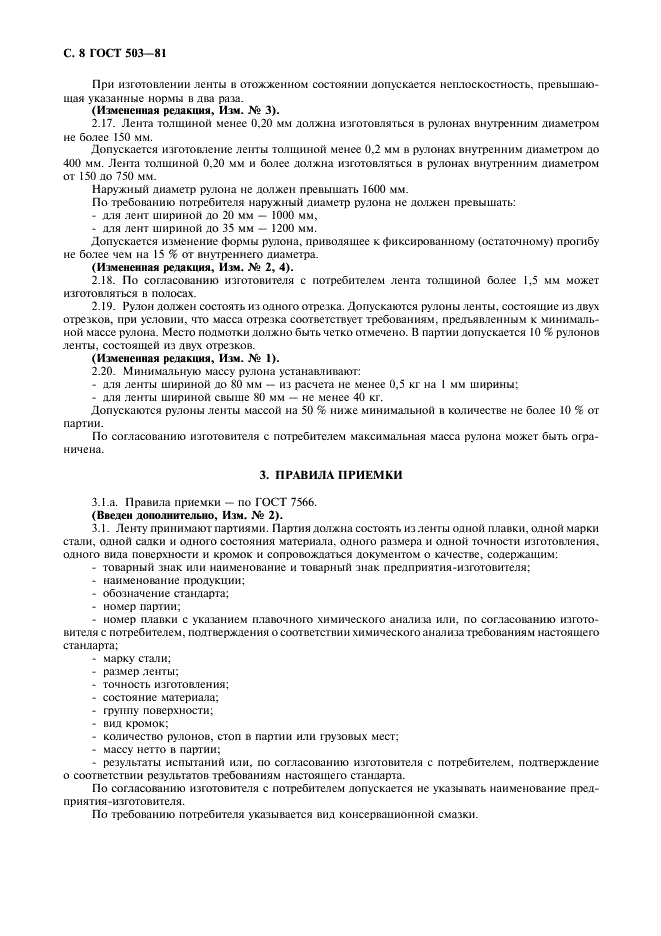 С. 8 ГОСТ 503—81
При изготовлении ленты в отожженном состоянии допускается неплоскостность, превышаю-
щая указанные нормы в два раза.
(Измененная редакция, Изм. № 3).
2.17. Лента толщиной менее 0,20 мм должна изготовляться в рулонах внутренним диаметром
не более 150 мм.
Допускается изготовление ленты толщиной менее 0,2 мм в рулонах внутренним диаметром до
400 мм. Лента толщиной 0,20 мм и более должна изготовляться в рулонах внутренним диаметром
от 150 до 750 мм.
Наружный диаметр рулона не должен превышать 1600 мм.
По требованию потребителя наружный диаметр рулона не должен превышать:
- для лент шириной до 20 мм — 1000 мм,
- для лент шириной до 35 мм — 1200 мм.
Допускается изменение формы рулона, приводящее к фиксированному (остаточному) прогибу
не более чем на 15 % от внутреннего диаметра.
(Измененная редакция, Изм. № 2, 4).
2.18. По согласованию изготовителя с потребителем лента толщиной более 1,5 мм может
изготовляться в полосах.
2.19. Рулон должен состоять из одного отрезка. Допускаются рулоны ленты, состоящие из двух
отрезков, при условии, что масса отрезка соответствует требованиям, предъявленным к минималь-
ной массе рулона. Место подмотки должно быть четко отмечено. В партии допускается 10 % рулонов
ленты, состоящей из двух отрезков.
(Измененная редакция, Изм. № 1).
2.20. Минимальную массу рулона устанавливают:
- для ленты шириной до 80 мм — из расчета не менее 0,5 кг на 1 мм ширины;
- для ленты шириной свыше 80 мм — не менее 40 кг.
Допускаются рулоны ленты массой на 50 % ниже минимальной в количестве не более 10 % от
партии.
По согласованию изготовителя с потребителем максимальная масса рулона может быть огра-
ничена.
3. ПРАВИЛА ПРИЕМКИ
3.1.а. Правила приемки — по ГОСТ 7566.
(Введен дополнительно, Изм. № 2).
3.1. Ленту принимают партиями. Партия должна состоять из ленты одной плавки, одной марки
стали, одной садки и одного состояния материала, одного размера и одной точности изготовления,
одного вида поверхности и кромок и сопровождаться документом о качестве, содержащим:
- товарный знак или наименование и товарный знак предприятия-изготовителя;
- наименование продукции;
- обозначение стандарта;
- номер партии;
- номер плавки с указанием плавочного химического анализа или, по согласованию изгото-
вителя с потребителем, подтверждения о соответствии химического анализа требованиям настоящего
стандарта;
- марку стали;
- размер ленты;
- точность изготовления;
- состояние материала;
- группу поверхности;
- вид кромок;
- количество рулонов, стоп в партии или грузовых мест;
- массу нетто в партии;
- результаты испытаний или, по согласованию изготовителя с потребителем, подтверждение
о соответствии результатов требованиям настоящего стандарта.
По согласованию изготовителя с потребителем допускается не указывать наименование пред-
приятия-изготовителя.
По требованию потребителя указывается вид консервационной смазки.